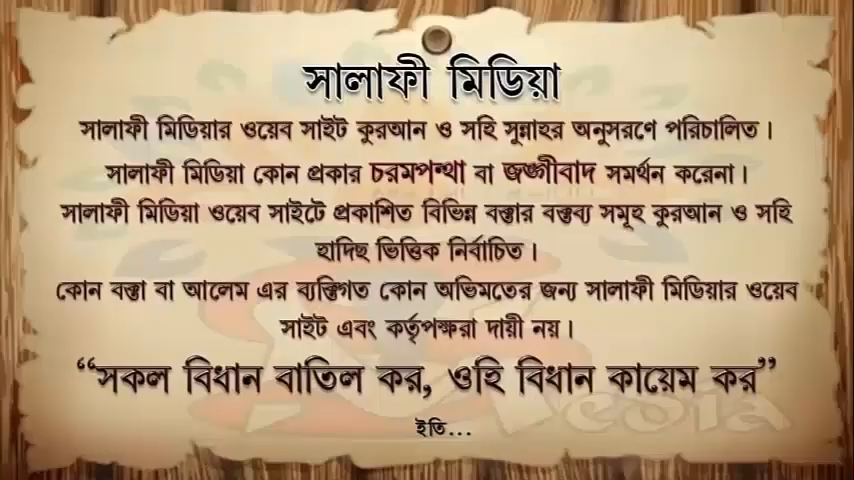 সালাফী মিডিয়া
সালাফী মিডিয়ার ওয়েব সাইট কুরআন ও সহি সুন্নাহর অনুসরণে পরিচালিত।
সালাফী মিডিয়া কোন প্রকার চরমপন্থা বা জঙ্গীবাদ সমর্থন করেনা।
সালাফী মিডিয়া ওয়েব সাইটে প্রকাশিত বিভিন্ন বক্তার বক্তব্য সমূহ কুরআন ও সহি
হাদিছ ভিত্তিক নির্বাচিত।
কোন বক্তা বা আলেম এর ব্যক্তিগত কোন অভিমতের জন্য সালাফী মিডিয়ার ওয়েব
সাইট এবং কর্তৃপক্ষরা দায়ী নয়।
“সকল বিধান বাতিল কর, ওহি বিধান কায়েম কর”
ইতি...